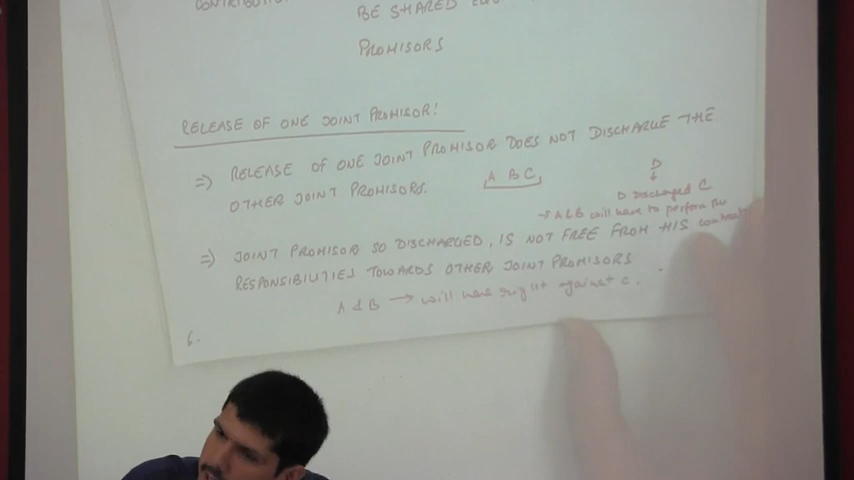 BE SHARED
PROMISORS
RELEASE OF ONE JOINT PROMISOR!
=> RELEASE OF ONE JOINT PROMISOR DOES NOT DISCHARGE THE
OTHER JOINT PROMISORS.
A B C
D
D Discharged C
→ A & B will have to perform the
contract
=> JOINT PROMISOR SO DISCHARGED, IS NOT FREE FROM HIS
RESPONSIBILITIES TOWARDS OTHER JOINT PROMISORS
A & B → will have right against C.
6.